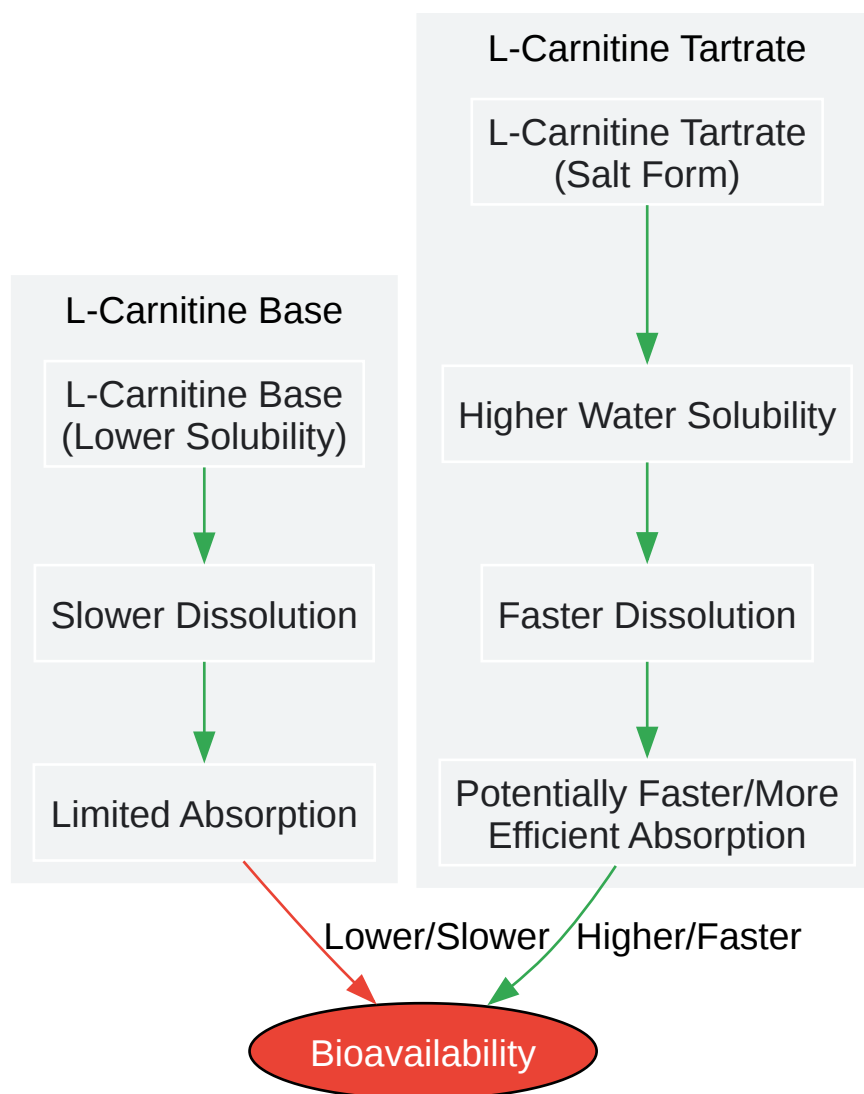 L-Carnitine Tartrate
L-Carnitine Tartrate
(Salt Form)
Higher Water Solubility
Faster Dissolution
Potentially Faster/More
Efficient Absorption
Higher/Faster
L-Carnitine Base
L-Carnitine Base
(Lower Solubility)
Slower Dissolution
Limited Absorption
Lower/Slower
Bioavailability